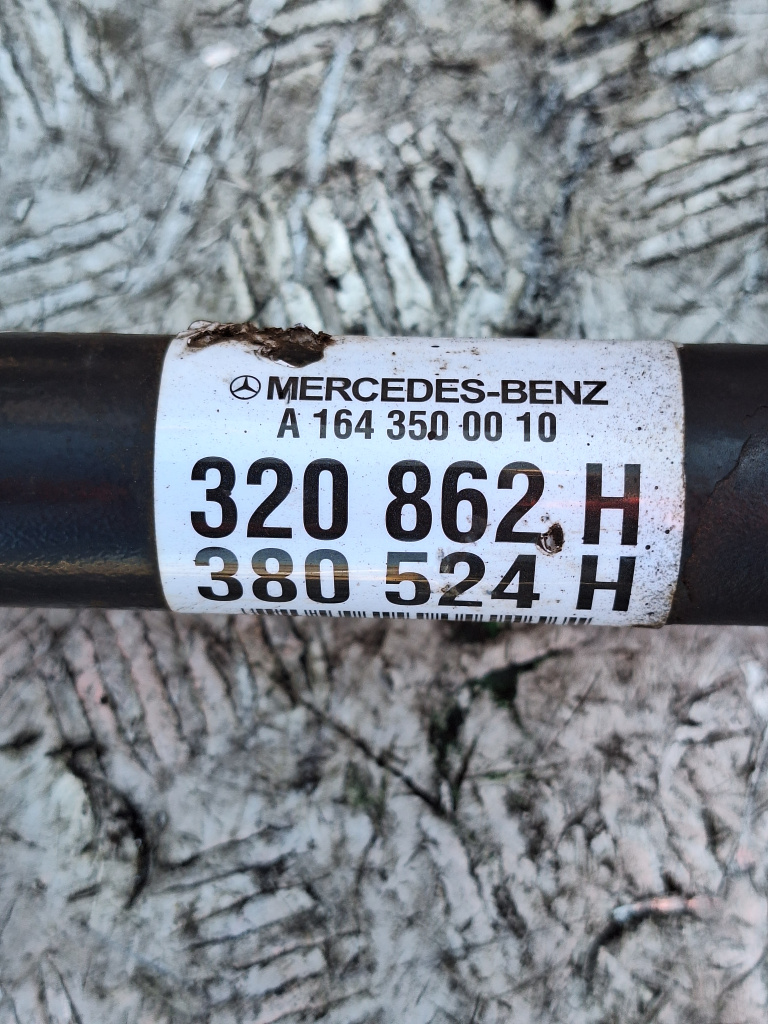 MERCEDES-BENZ
A 164 350 00 10
320 862 H
380 524 H